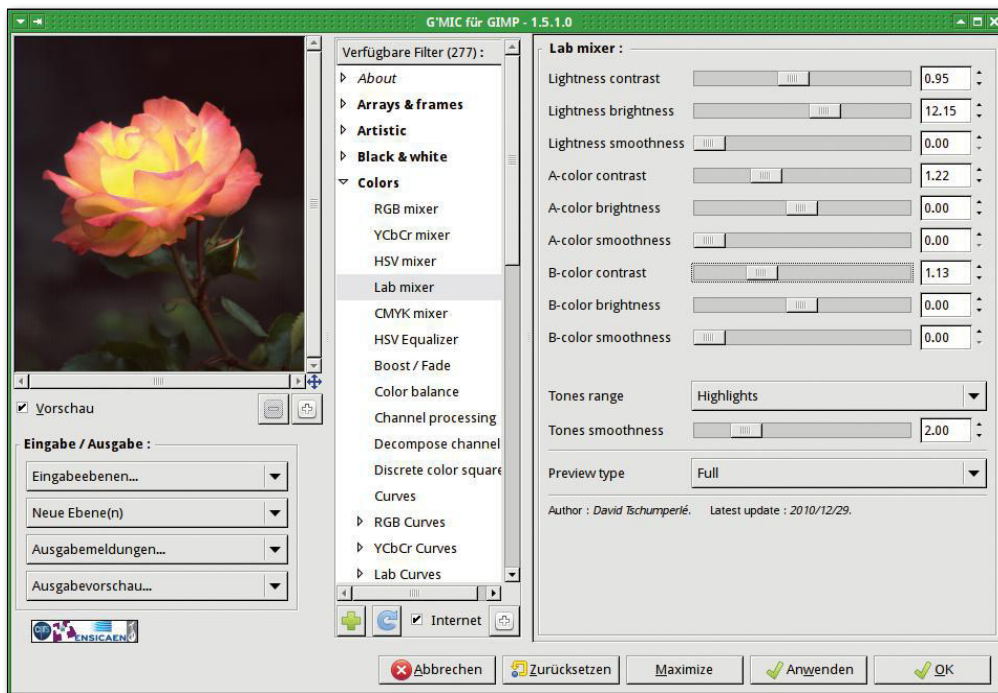 G'MIC für GIMP - 1.5.1.0
Vorschau
Eingabe / Ausgabe :
Eingabeebenen...
Neue Ebene(n)
Ausgabemeldungen...
Ausgabevorschau...
ENSICAEN
Verfügbare Filter (277) :
About
Arrays & frames
Artistic
Black & white
Colors
RGB mixer
YCbCr mixer
HSV mixer
Lab mixer
CMYK mixer
HSV Equalizer
Boost / Fade
Color balance
Channel processing
Decompose channel
Discrete color square
Curves
RGB Curves
YCbCr Curves
Lab Curves
Internet
Lab mixer :
Lightness contrast 0.95
Lightness brightness 12.15
Lightness smoothness 0.00
A-color contrast 1.22
A-color brightness 0.00
A-color smoothness 0.00
B-color contrast 1.13
B-color brightness 0.00
B-color smoothness 0.00
Tones range Highlights
Tones smoothness 2.00
Preview type Full
Author : David Tschumperlé. Latest update : 2010/12/29.
Abbrechen Zurücksetzen Maximize Anwenden OK